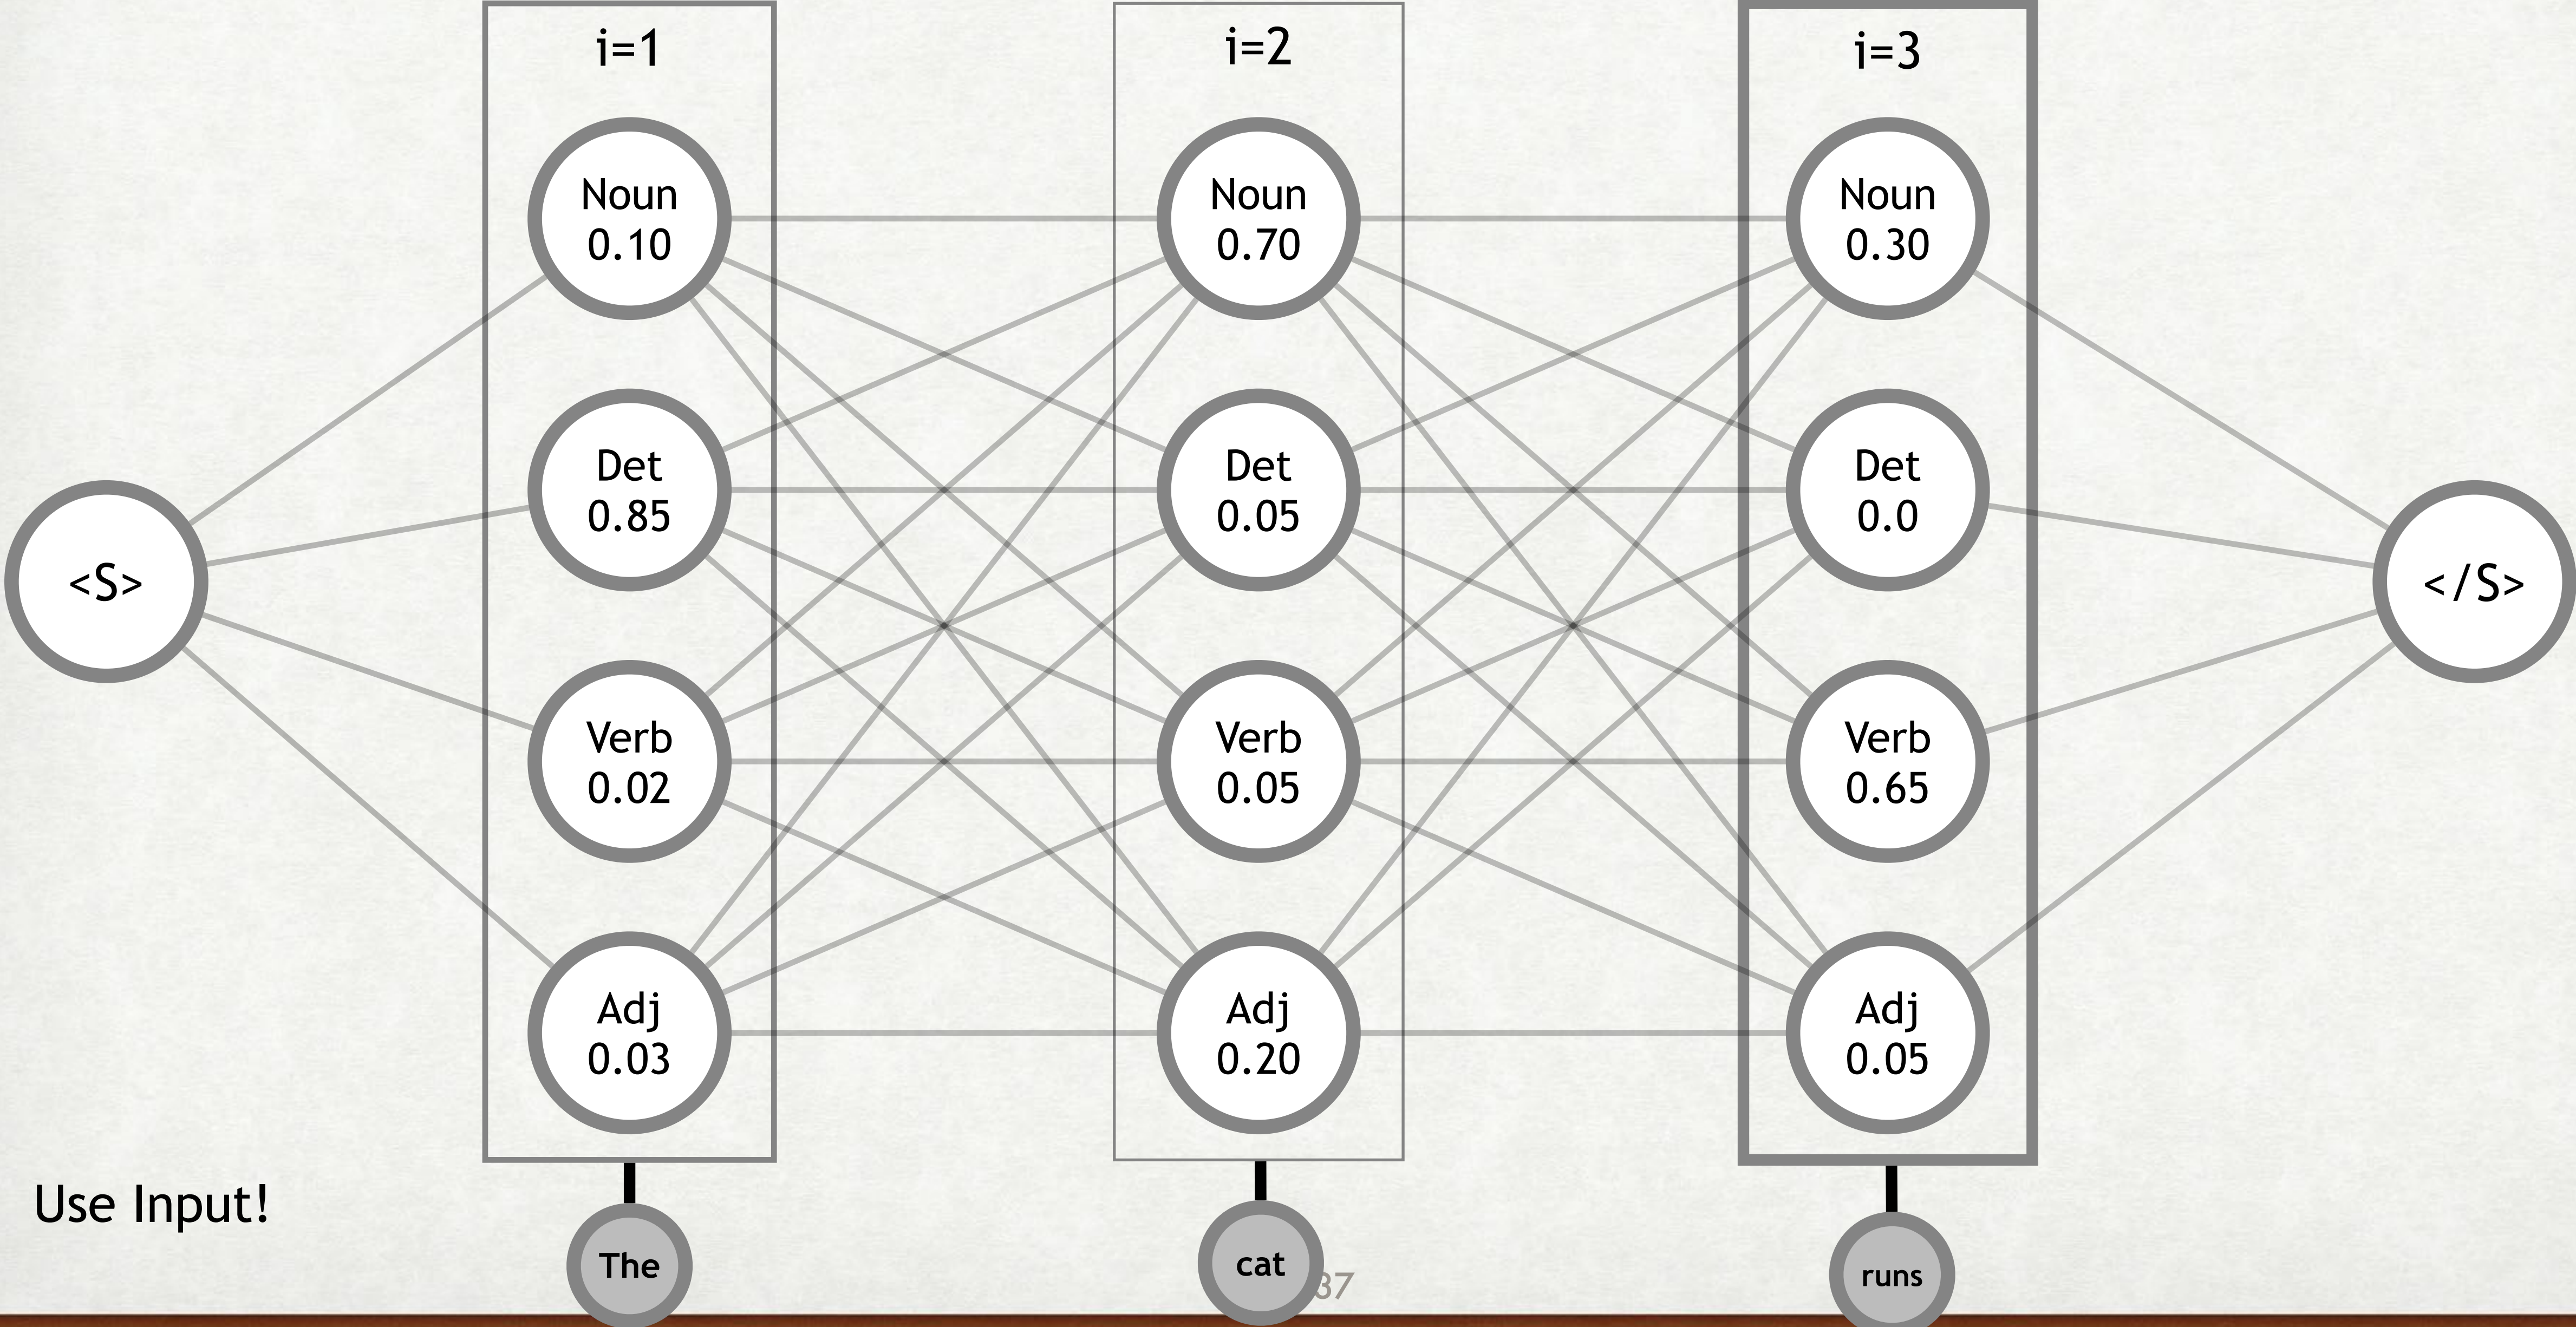 i=1
i=2
i=3
Noun
0.10
Noun
0.70
Noun
0.30
Det
0.85
Det
0.05
Det
0.0
<S>
</S>
Verb
0.02
Verb
0.05
Verb
0.65
Adj
0.03
Adj
0.20
Adj
0.05
Use Input!
The
cat
runs
37